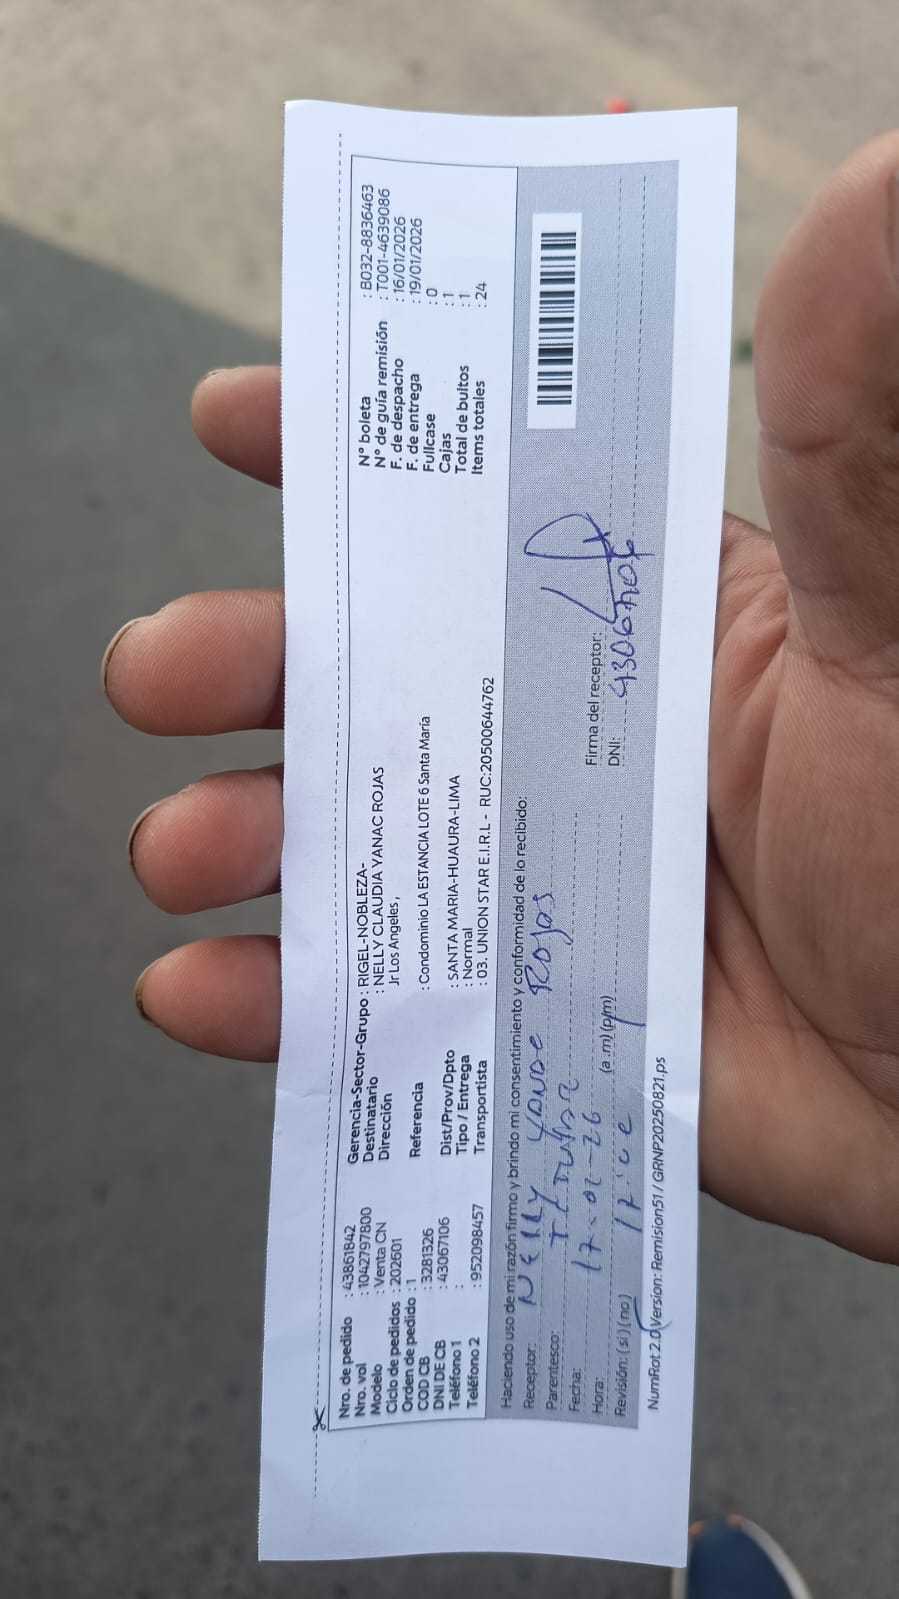 Nro. de pedido : 43861842
Nro. vol : 1042797800
Modelo : Venta CN
Ciclo de pedidos : 202601
Orden de pedido : 1
COD CB : 3281326
DNI DE CB : 43067106
Teléfono 1 :
Teléfono 2 : 952098457
Gerencia-Sector-Grupo : RIGEL-NOBLEZA-
Destinatario : NELLY CLAUDIA YANAC ROJAS
Dirección Jr Los Angeles ,
Referencia : Condominio LA ESTANCIA LOTE 6 Santa María
Dist/Prov/Dpto : SANTA MARIA-HUAURA-LIMA
Tipo / Entrega : Normal
Transportista : 03. UNION STAR E.I.R.L - RUC:20500644762
N° boleta : B032-8836463
N° de guía remisión : T001-4639086
F. de despacho : 16/01/2026
F. de entrega : 19/01/2026
Fullcase : 0
Cajas : 1
Total de bultos : 1
Items totales : 24
Haciendo uso de mi razón firmo y brindo mi consentimiento y conformidad de lo recibido:
Receptor: Nelly Rojas
Parentesco:
Fecha: 17-01-26
Hora: (a .m) (p/m)
Revisión: (si) (no)
Firma del receptor:
DNI: 43067106
NumRot 2.0 Version: Remision51 / GRNP20250821.ps